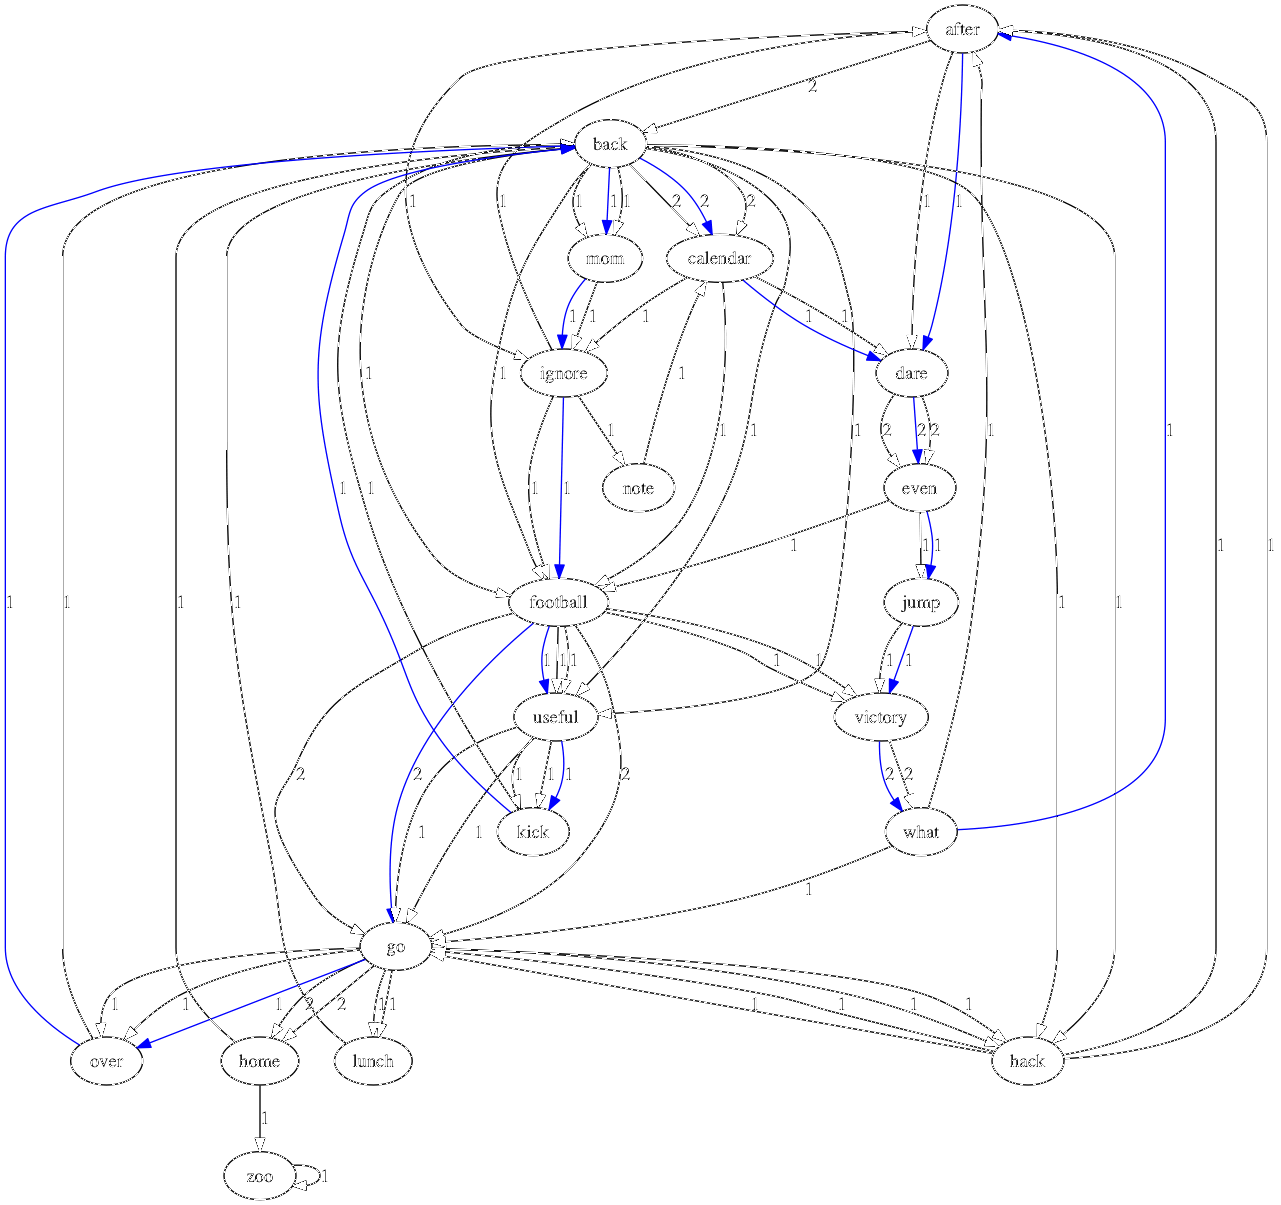 after
2
back
1 1 1 1 1 2 2 2
mom calendar
1 1 1 1 1
ignore dare
1 1 1 1 1 1 2 2 2
note even
1 1 1 1 1 1 1 1
1 1 1 1 1 1
football jump
1 1 1 1 1 1 1
useful victory
2 2 1 1 1 2 2 2
kick what
1 1 1
go
1 1 1 2 2 1 1 1 1 1 1
over home lunch hack
1
zoo 1